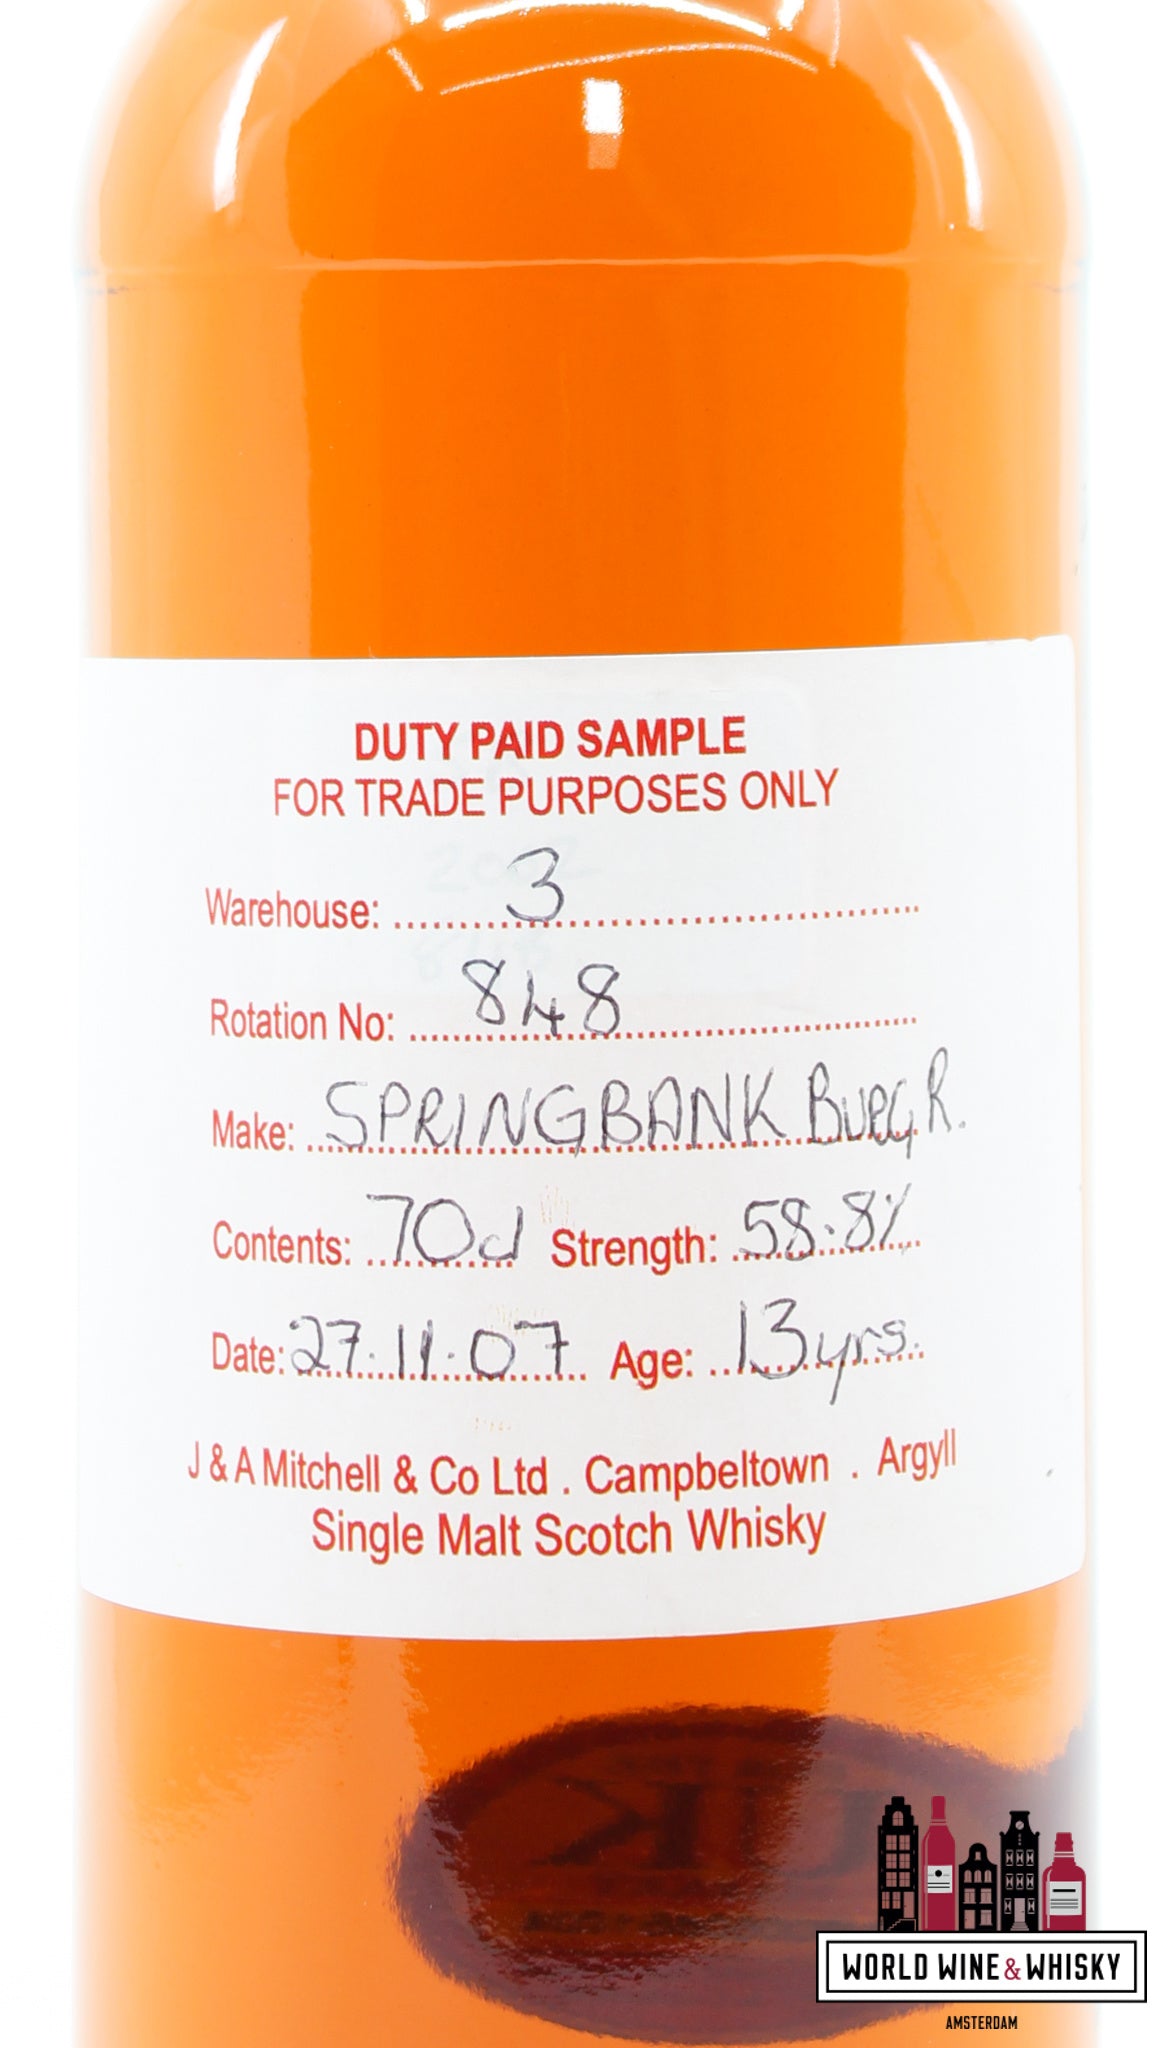 DUTY PAID SAMPLE
FOR TRADE PURPOSES ONLY
Warehouse: 3
Rotation No: 848
Make: SPRINGBANK BURG R.
Contents: 70cl Strength: 58.8%
Date: 27.11.07 Age: 13yrs.
J & A Mitchell & Co Ltd . Campbeltown . Argyll
Single Malt Scotch Whisky
WORLD WINE & WHISKY
AMSTERDAM